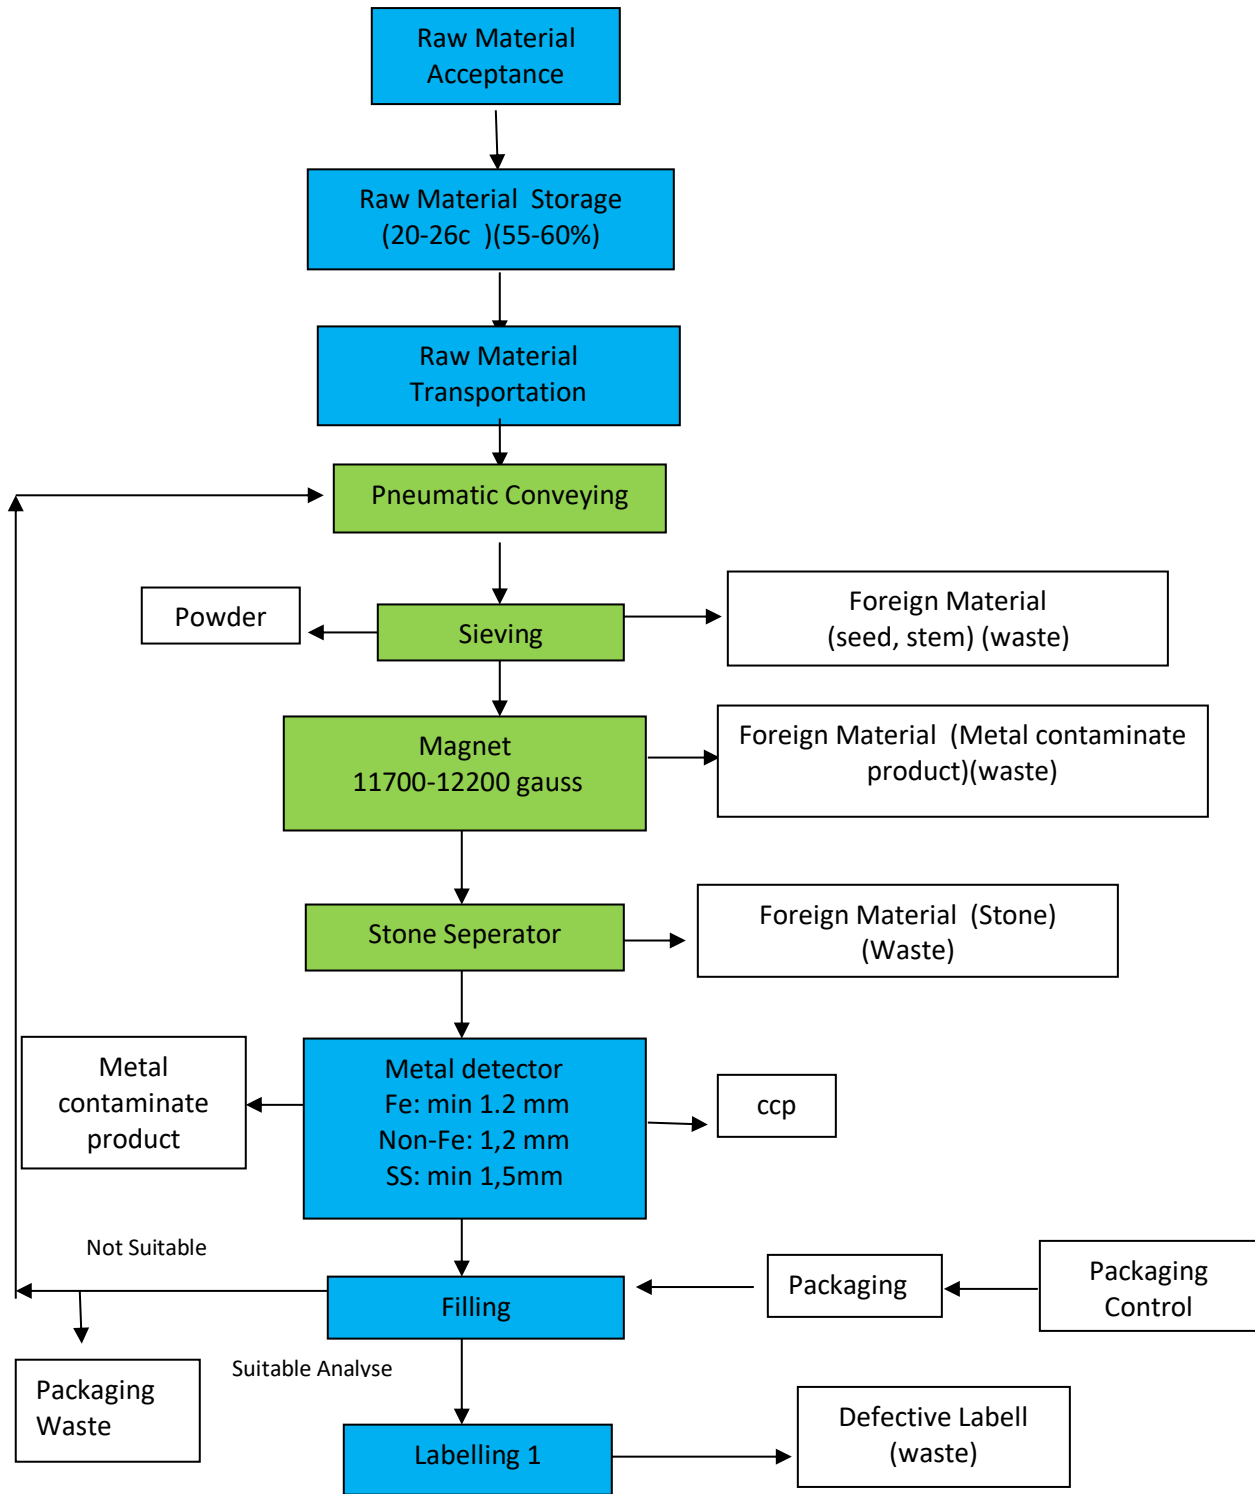 Raw Material
Acceptance
Raw Material  Storage
(20-26c  )(55-60%)
Raw Material
Transportation
Pneumatic Conveying
Powder
Sieving
Foreign Material
(seed, stem) (waste)
Magnet
11700-12200 gauss
Foreign Material  (Metal contaminate
product)(waste)
Stone Seperator
Foreign Material  (Stone)
(Waste)
Metal
contaminate
product
Metal detector
Fe: min 1.2 mm
Non-Fe: 1,2 mm
SS: min 1,5mm
ccp
Not Suitable
Filling
Packaging
Packaging
Control
Packaging
Waste
Suitable Analyse
Labelling 1
Defective Labell
(waste)